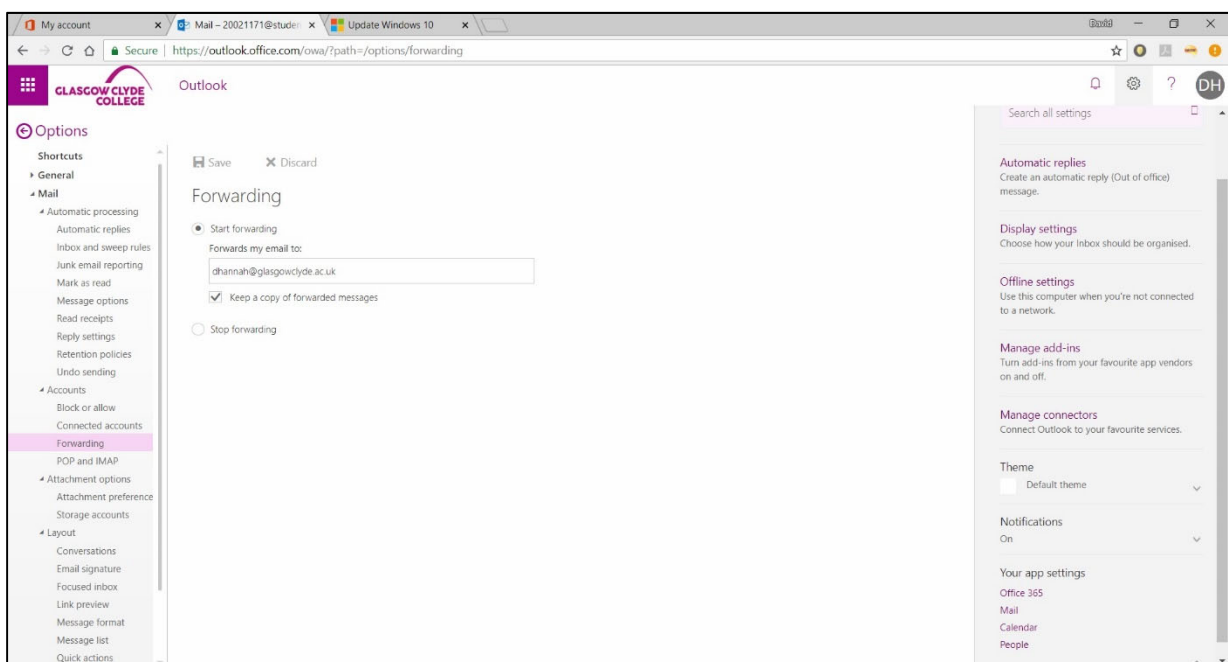 My account
Mail – 20021171@studen
Update Windows 10
David
Secure | https://outlook.office.com/owa/?path=/options/forwarding
GLASGOW CLYDE
COLLEGE
Outlook
?
DH
Options
Shortcuts
General
Mail
Automatic processing
Automatic replies
Inbox and sweep rules
Junk email reporting
Mark as read
Message options
Read receipts
Reply settings
Retention policies
Undo sending
Accounts
Block or allow
Connected accounts
Forwarding
POP and IMAP
Attachment options
Attachment preference
Storage accounts
Layout
Conversations
Email signature
Focused inbox
Link preview
Message format
Message list
Quick actions
Save
Discard
Forwarding
Start forwarding
Forwards my email to:
dhannah@glasgowclyde.ac.uk
Keep a copy of forwarded messages
Stop forwarding
Search all settings
Automatic replies
Create an automatic reply (Out of office)
message.
Display settings
Choose how your Inbox should be organised.
Offline settings
Use this computer when you're not connected
to a network.
Manage add-ins
Turn add-ins from your favourite app vendors
on and off.
Manage connectors
Connect Outlook to your favourite services.
Theme
Default theme
Notifications
On
Your app settings
Office 365
Mail
Calendar
People